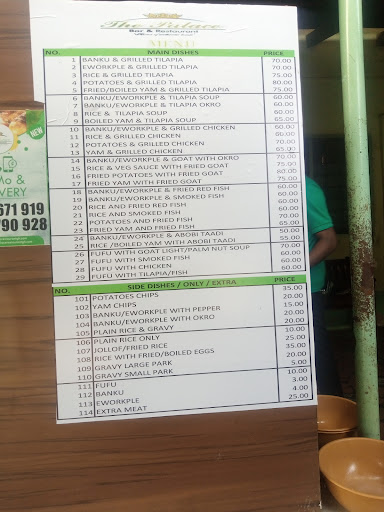 The Palace
Bar & Restaurant
MENU
NO. MAIN DISHES PRICE
1 BANKU & GRILLED TILAPIA 70.00
2 EWORKPLE & GRILLED TILAPIA 70.00
3 RICE & GRILLED TILAPIA 75.00
4 POTATOES & GRILLED TILAPIA 80.00
5 FRIED/BOILED YAM & GRILLED TILAPIA 75.00
6 BANKU/EWORKPLE & TILAPIA SOUP 60.00
7 BANKU/EWORKPLE & TILAPIA OKRO 70.00
8 RICE & TILAPIA SOUP 60.00
9 BOILED YAM & TILAPIA SOUP 65.00
10 BANKU/EWORKPLE & GRILLED CHICKEN 60.00
11 RICE & GRILLED CHICKEN 80.00
12 POTATOES & GRILLED CHICKEN 70.00
13 YAM & GRILLED CHICKEN 65.00
14 BANKU/EWORKPLE & GOAT WITH OKRO 70.00
15 RICE & VEG SAUCE WITH FRIED GOAT 75.00
16 FRIED POTATOES WITH FRIED GOAT 80.00
17 FRIED YAM WITH FRIED GOAT 75.00
18 BANKU/EWORKPLE & FRIED RED FISH 60.00
19 BANKU/EWORKPLE & SMOKED FISH 60.00
20 RICE AND FRIED RED FISH 60.00
21 RICE AND SMOKED FISH 60.00
22 POTATOES AND FRIED FISH 70.00
23 FRIED YAM AND FRIED FISH 65.00
24 BANKU/EWORKPLE & ABOBI TAADI 50.00
25 RICE /BOILED YAM WITH ABOBI TAADI 55.00
26 FUFU WITH GOAT LIGHT/PALM NUT SOUP 70.00
27 FUFU WITH SMOKED FISH 60.00
28 FUFU WITH CHICKEN 60.00
29 FUFU WITH TILAPIA/FISH 60.00
NO. SIDE DISHES / ONLY / EXTRA PRICE
101 POTATOES CHIPS 35.00
102 YAM CHIPS 20.00
103 BANKU/EWORKPLE WITH PEPPER 20.00
104 BANKU/EWORKPLE WITH OKRO 15.00
105 PLAIN RICE & GRAVY 20.00
106 PLAIN RICE ONLY 10.00
107 JOLLOF/FRIED RICE 25.00
108 RICE WITH FRIED/BOILED EGGS 35.00
109 GRAVY LARGE PARK 20.00
110 GRAVY SMALL PARK 20.00
111 FUFU 10.00
112 BANKU 3.00
113 EWORKPLE 4.00
114 EXTRA MEAT 25.00
NEW
Mo &
VERY
571 919
790 928